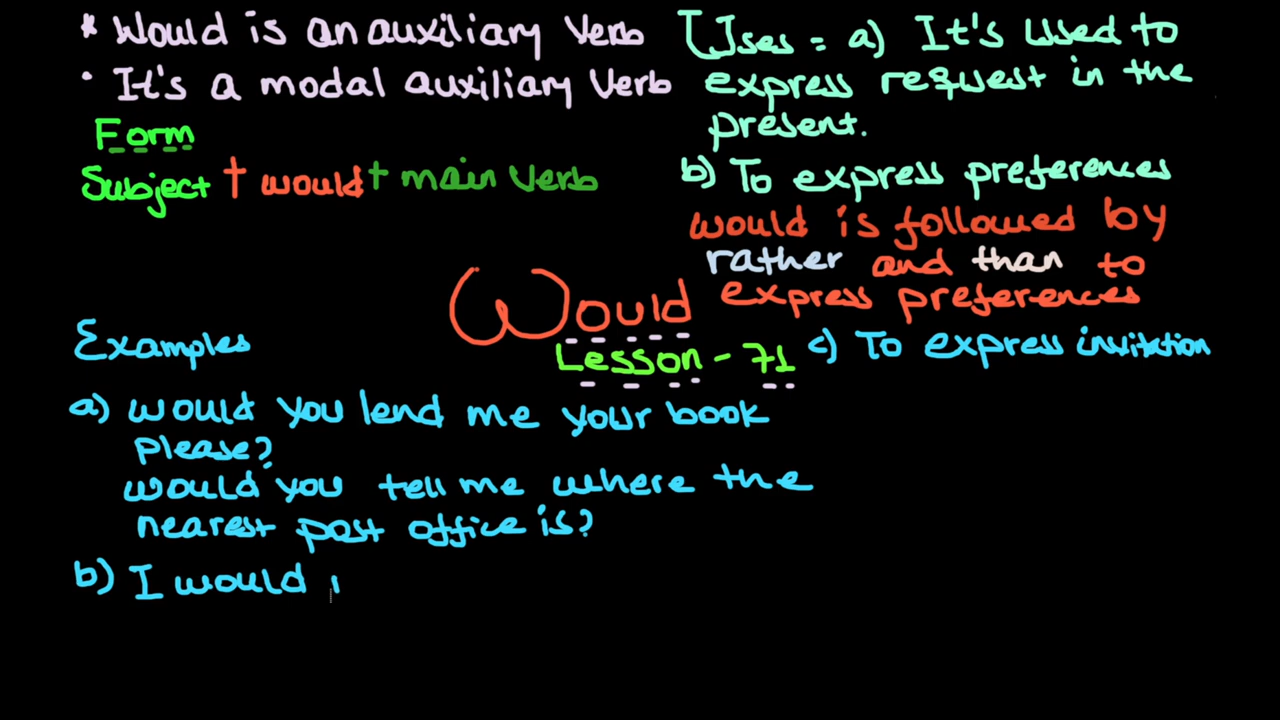 * Would is an auxiliary Verb
• It's a modal auxiliary Verb
Form
Subject + would + main Verb
Uses = a) It's used to
express request in the
present.
b) To express preferences
would is followed by
rather and than to
express preferences
Would
Lesson - 71
c) To express invitation
Examples
a) would you lend me your book
please?
would you tell me where the
nearest post office is?
b) I would